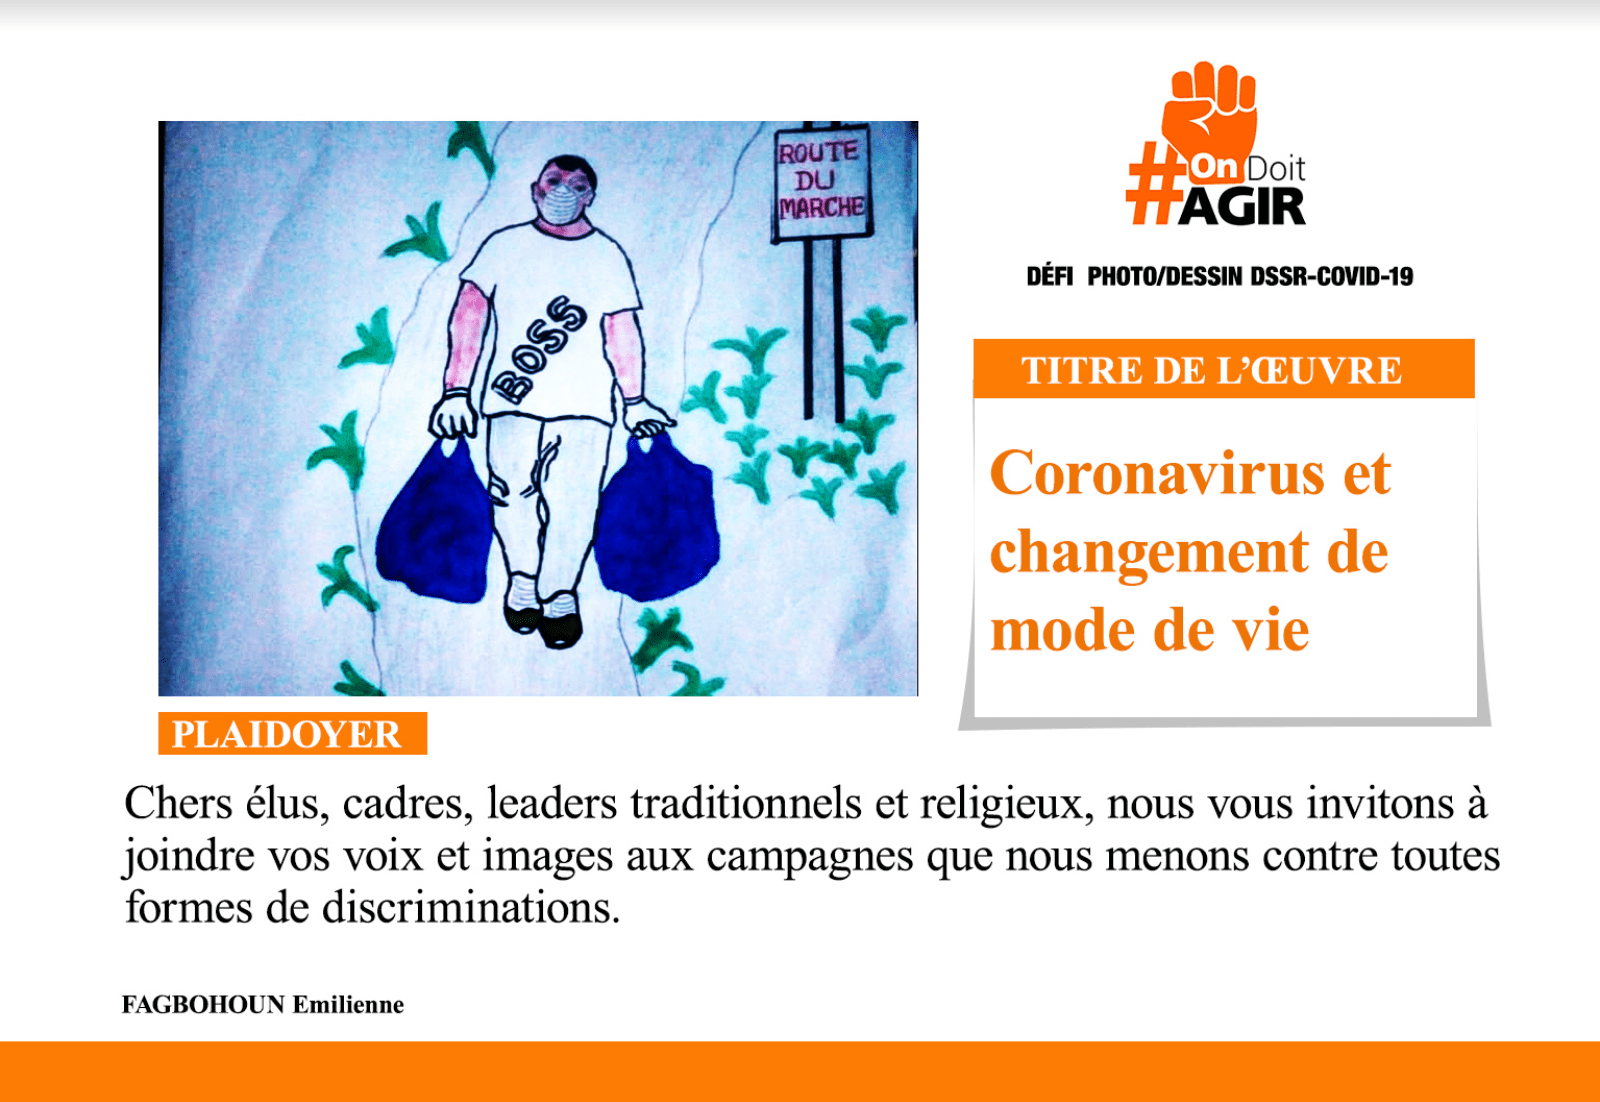 ROUTE
DU
MARCHE
BOSS
#On Doit
AGIR
DÉFI PHOTO/DESSIN DSSR-COVID-19
TITRE DE L'ŒUVRE
Coronavirus et
changement de
mode de vie
PLAIDOYER
Chers élus, cadres, leaders traditionnels et religieux, nous vous invitons à
joindre vos voix et images aux campagnes que nous menons contre toutes
formes de discriminations.
FAGBOHOUN Emilienne